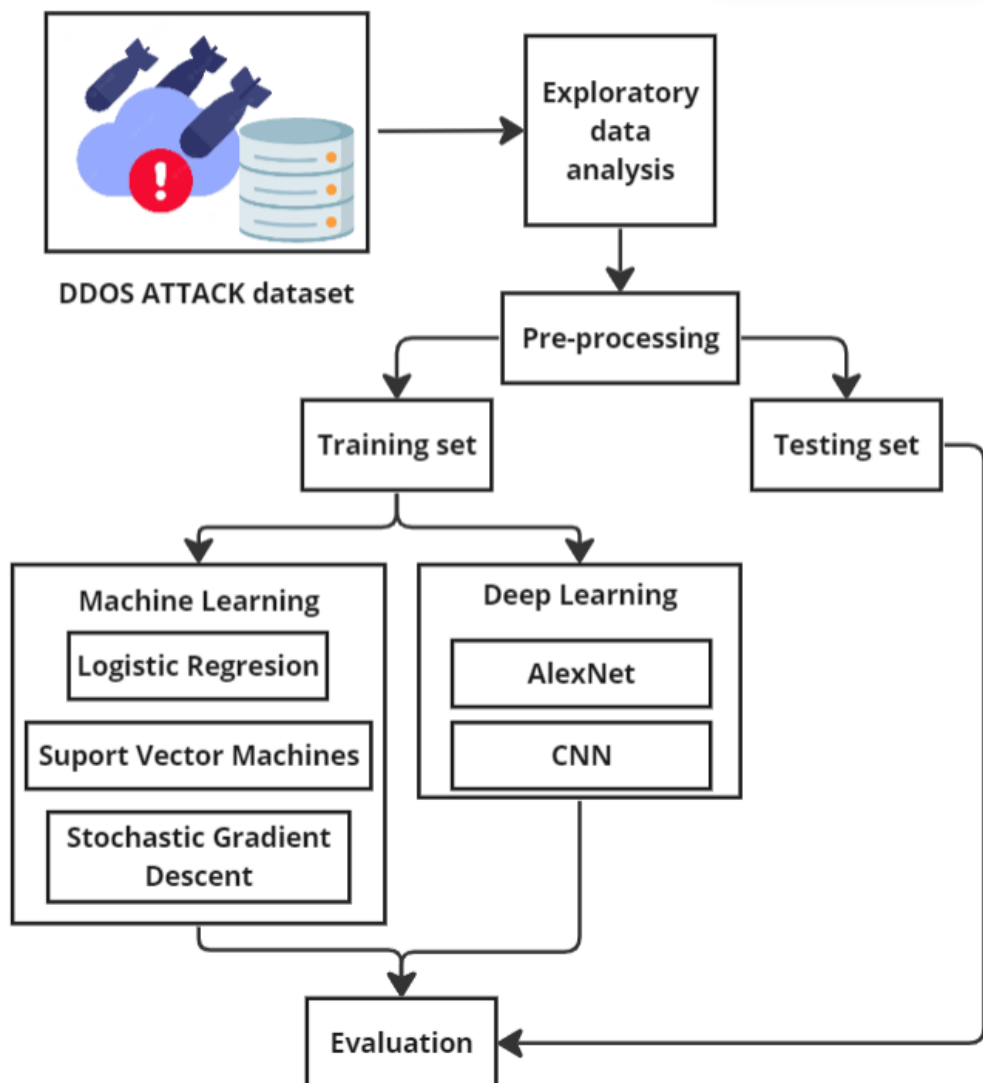 Exploratory
data
analysis
DDOS ATTACK dataset
Pre-processing
Training set
Testing set
Machine Learning
Logistic Regresion
Suport Vector Machines
Stochastic Gradient
Descent
Deep Learning
AlexNet
CNN
Evaluation